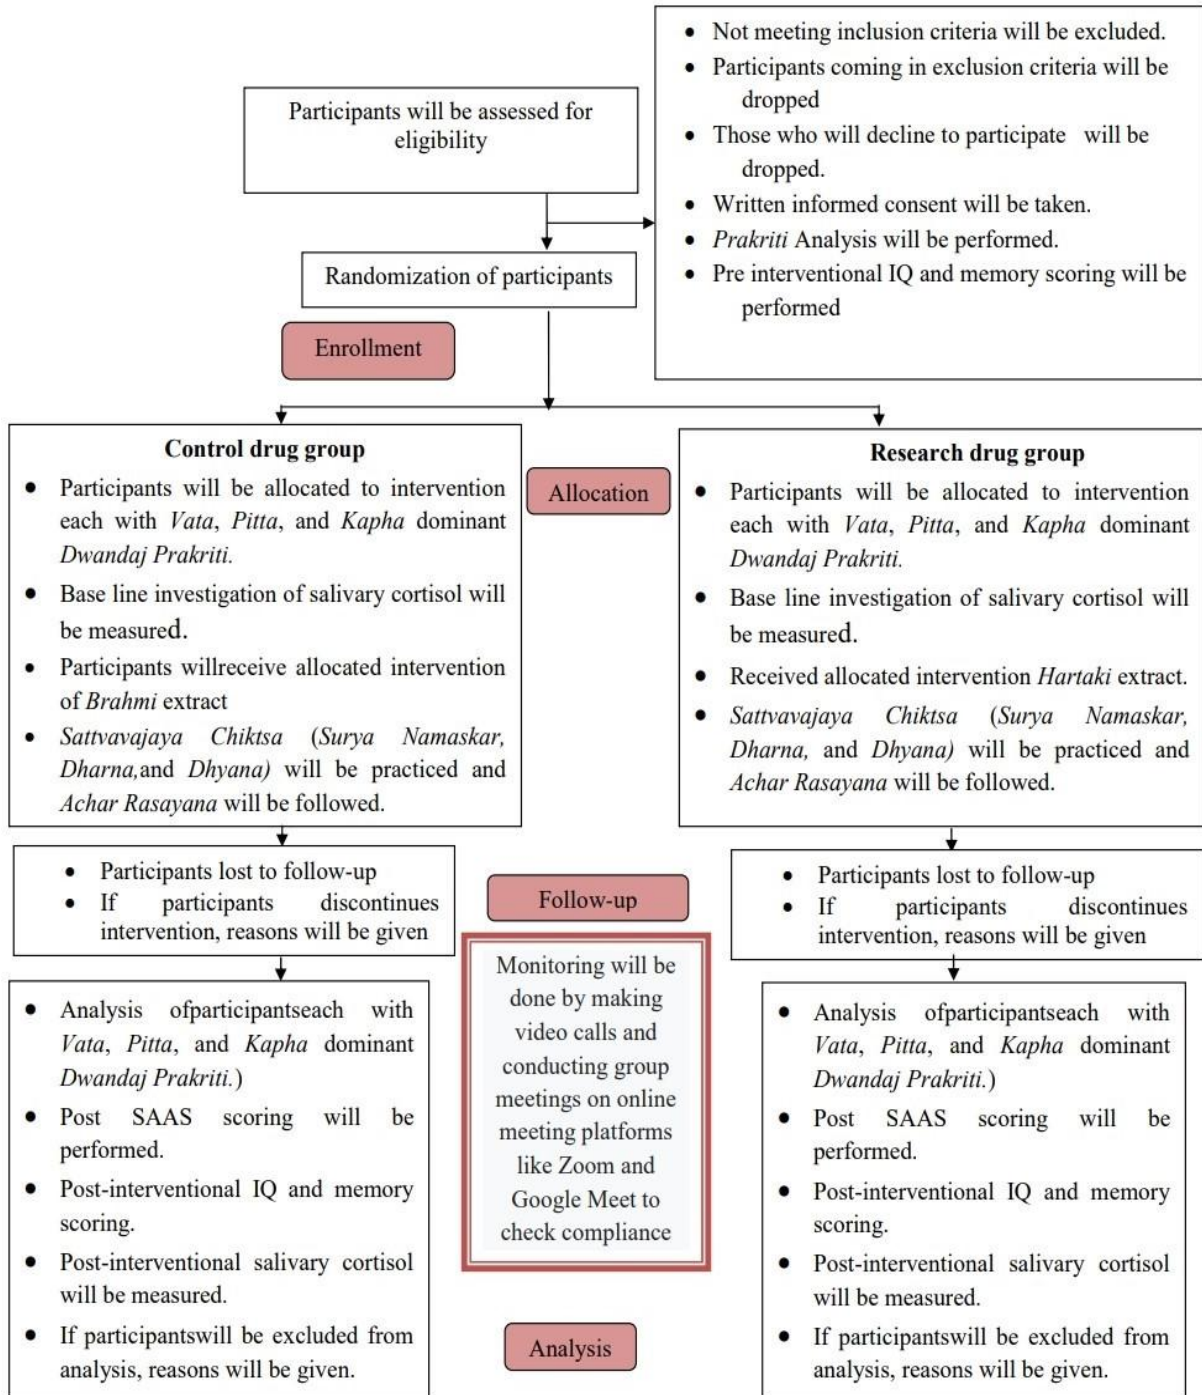 Participants will be assessed for
eligibility
• Not meeting inclusion criteria will be excluded.
• Participants coming in exclusion criteria will be
dropped
• Those who will decline to participate will be
dropped.
• Written informed consent will be taken.
• Prakriti Analysis will be performed.
• Pre interventional IQ and memory scoring will be
performed
Randomization of participants
Enrollment
Control drug group
• Participants will be allocated to intervention
each with Vata, Pitta, and Kapha dominant
Dwandaj Prakriti.
• Base line investigation of salivary cortisol will
be measured.
• Participants willreceive allocated intervention
of Brahmi extract
• Sattvavajaya Chiktsa (Surya Namaskar,
Dharna,and Dhyana) will be practiced and
Achar Rasayana will be followed.
Allocation
Research drug group
• Participants will be allocated to intervention
each with Vata, Pitta, and Kapha dominant
Dwandaj Prakriti.
• Base line investigation of salivary cortisol will
be measured.
• Received allocated intervention Hartaki extract.
• Sattvavajaya Chiktsa (Surya Namaskar,
Dharna, and Dhyana) will be practiced and
Achar Rasayana will be followed.
• Participants lost to follow-up
• If participants discontinues
intervention, reasons will be given
Follow-up
• Participants lost to follow-up
• If participants discontinues
intervention, reasons will be given
Monitoring will be
done by making
video calls and
conducting group
meetings on online
meeting platforms
like Zoom and
Google Meet to
check compliance
• Analysis ofparticipantseach with
Vata, Pitta, and Kapha dominant
Dwandaj Prakriti.)
• Post SAAS scoring will be
performed.
• Post-interventional IQ and memory
scoring.
• Post-interventional salivary cortisol
will be measured.
• If participantswill be excluded from
analysis, reasons will be given.
Analysis
• Analysis ofparticipantseach with
Vata, Pitta, and Kapha dominant
Dwandaj Prakriti.)
• Post SAAS scoring will be
performed.
• Post-interventional IQ and memory
scoring.
• Post-interventional salivary cortisol
will be measured.
• If participantswill be excluded from
analysis, reasons will be given.